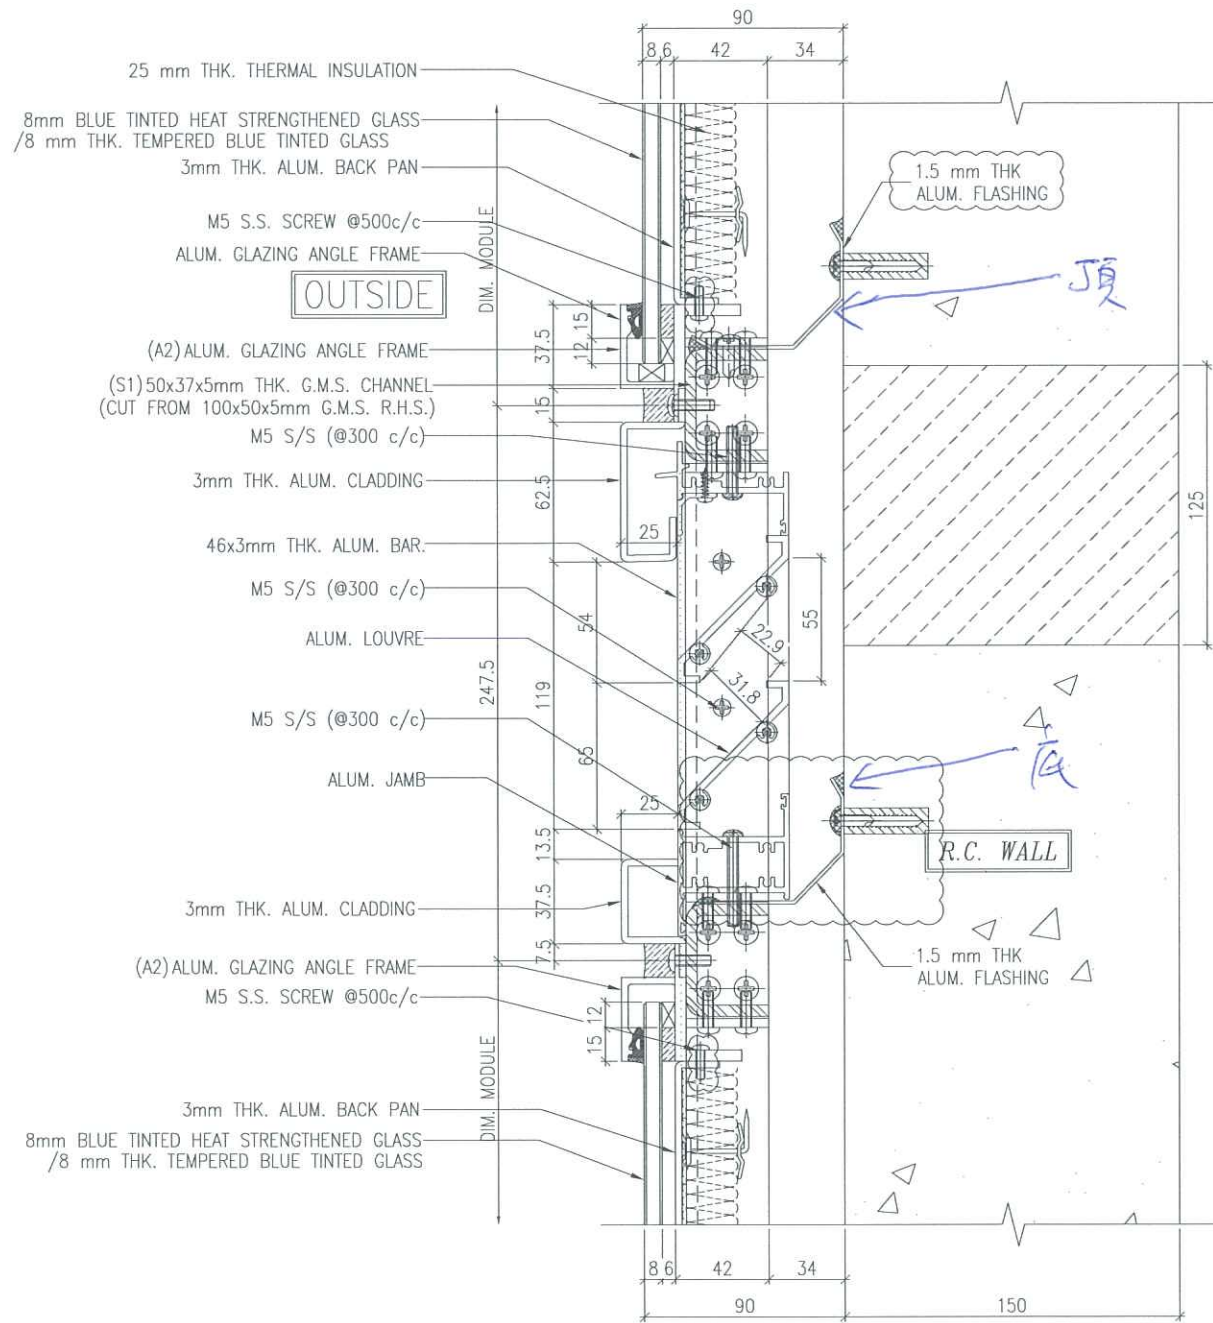 90
8 6 42 34
25 mm THK. THERMAL INSULATION
8mm BLUE TINTED HEAT STRENGTHENED GLASS
/8 mm THK. TEMPERED BLUE TINTED GLASS
3mm THK. ALUM. BACK PAN
1.5 mm THK
ALUM. FLASHING
M5 S.S. SCREW @500c/c
DIM. MODULE
ALUM. GLAZING ANGLE FRAME
OUTSIDE
頂
15
37.5
12
(A2) ALUM. GLAZING ANGLE FRAME
(S1) 50x37x5mm THK. G.M.S. CHANNEL
(CUT FROM 100x50x5mm G.M.S. R.H.S.)
15
M5 S/S (@300 c/c)
3mm THK. ALUM. CLADDING
62.5
125
25
46x3mm THK. ALUM. BAR.
M5 S/S (@300 c/c)
54
55
ALUM. LOUVRE
22.9
31.8
247.5
119
M5 S/S (@300 c/c)
65
底
ALUM. JAMB
25
13.5
R.C. WALL
3mm THK. ALUM. CLADDING
37.5
7.5
(A2) ALUM. GLAZING ANGLE FRAME
1.5 mm THK
ALUM. FLASHING
M5 S.S. SCREW @500c/c
12
15
DIM. MODULE
3mm THK. ALUM. BACK PAN
8mm BLUE TINTED HEAT STRENGTHENED GLASS
/8 mm THK. TEMPERED BLUE TINTED GLASS
8 6 42 34
90 150